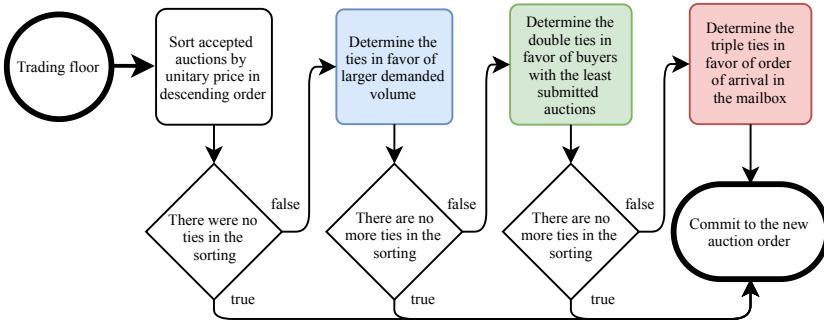 Trading floor
Sort accepted
auctions by
unitary price in
descending order
Determine the
ties in favor of
larger demanded
volume
Determine the
double ties in
favor of buyers
with the least
submitted
auctions
Determine the
triple ties in
favor of order
of arrival in
the mailbox
There were no
ties in the
sorting
false
true
There are no
more ties in the
sorting
false
true
There are no
more ties in the
sorting
false
true
Commit to the new
auction order